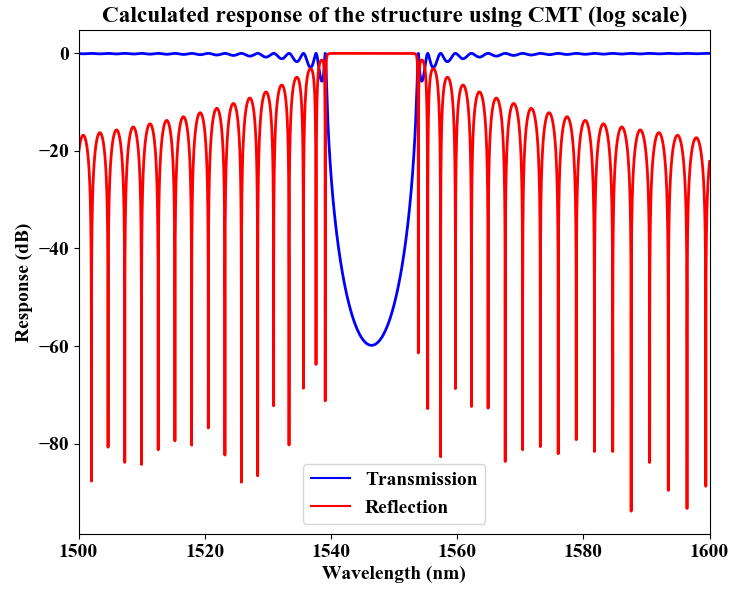 Calculated response of the structure using CMT (log scale)
Response (dB)
0
−20
−40
−60
−80
Transmission
Reflection
1500 1520 1540 1560 1580 1600
Wavelength (nm)